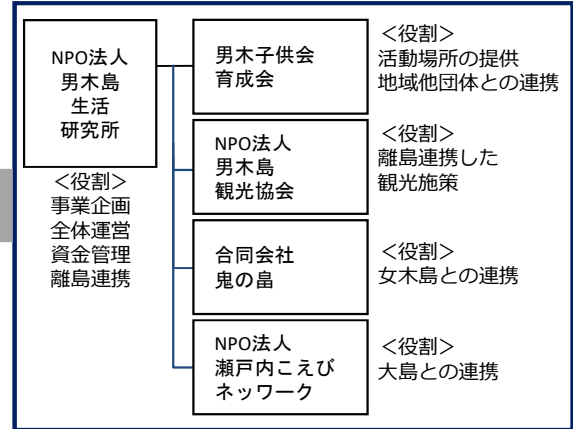 NPO法人
男木島
生活
研究所
＜役割＞
事業企画
全体運営
資金管理
離島連携
男木子供会
育成会
＜役割＞
活動場所の提供
地域他団体との連携
NPO法人
男木島
観光協会
＜役割＞
離島連携した
観光施策
合同会社
鬼の畠
＜役割＞
女木島との連携
NPO法人
瀬戸内こえび
ネッワーク
＜役割＞
大島との連携